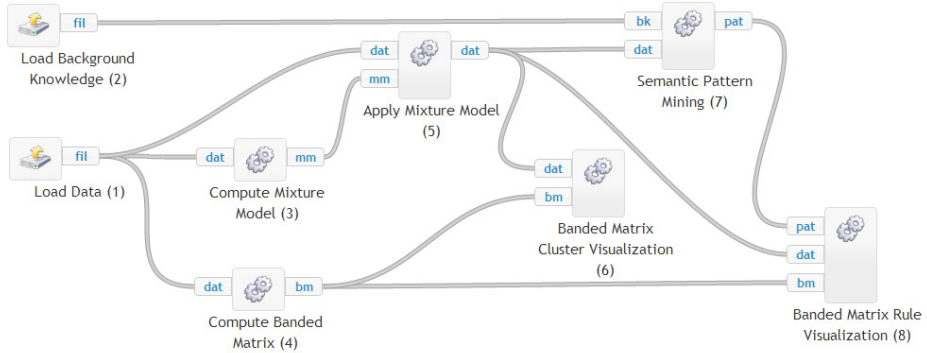 fil
Load Background
Knowledge (2)
bk
dat
pat
Semantic Pattern
Mining (7)
dat
mm
dat
Apply Mixture Model
(5)
fil
Load Data (1)
dat
mm
Compute Mixture
Model (3)
dat
bm
Banded Matrix
Cluster Visualization
(6)
dat
bm
Compute Banded
Matrix (4)
pat
dat
bm
Banded Matrix Rule
Visualization (8)